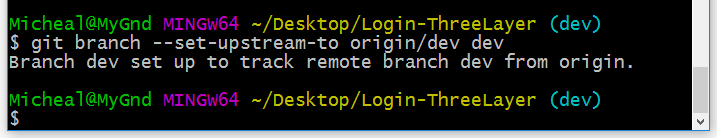 Micheal@MyGnd MINGW64 ~/Desktop/Login-ThreeLayer (dev)
$ git branch --set-upstream-to origin/dev dev
Branch dev set up to track remote branch dev from origin.
Micheal@MyGnd MINGW64 ~/Desktop/Login-ThreeLayer (dev)
$